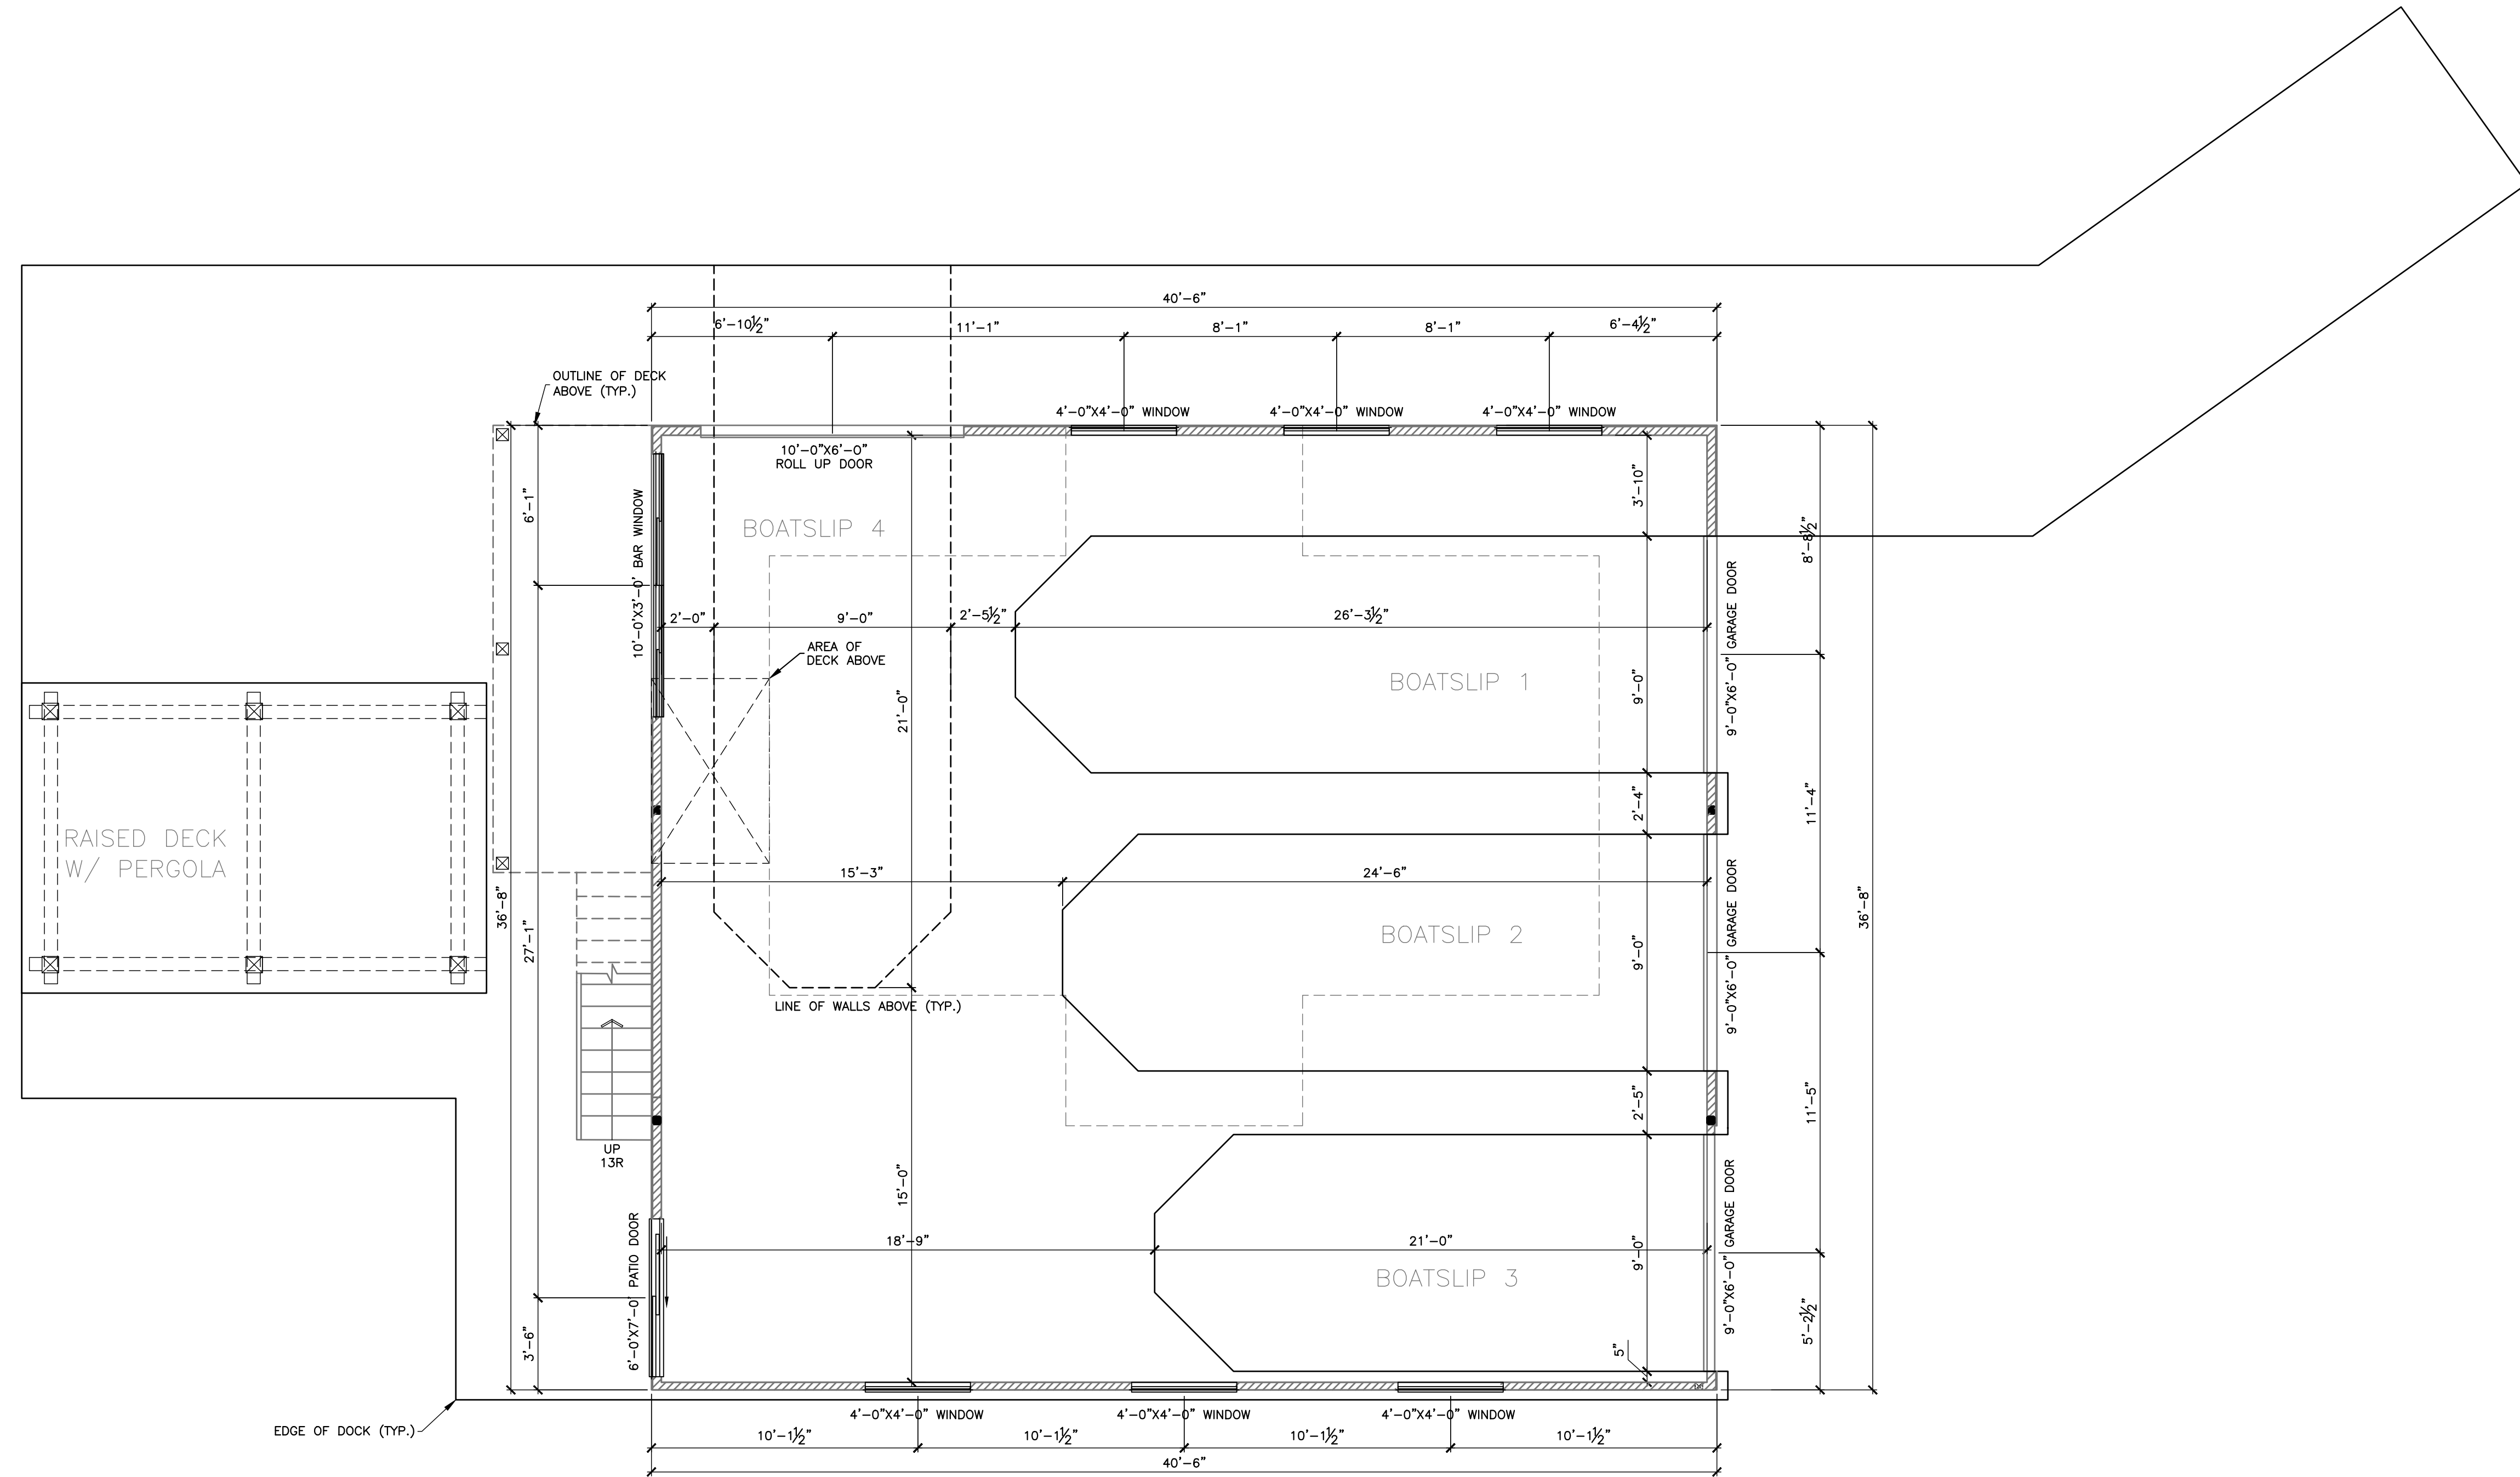 40'-6"
6'-10½"
11'-1"
8'-1"
8'-1"
6'-4½"
OUTLINE OF DECK
ABOVE (TYP.)
4'-0"X4'-0" WINDOW
4'-0"X4'-0" WINDOW
4'-0"X4'-0" WINDOW
10'-0"X6'-0"
ROLL UP DOOR
6'-1"
10'-0'X3'-0' BAR WINDOW
BOATSLIP 4
3'-10"
8'-8½"
9'-0"X6'-0" GARAGE DOOR
2'-0"
9'-0"
2'-5½"
26'-3½"
AREA OF
DECK ABOVE
BOATSLIP 1
9'-0"
21'-0"
2'-4"
11'-4"
RAISED DECK
W/ PERGOLA
36'-8"
27'-1"
15'-3"
24'-6"
9'-0"X6'-0" GARAGE DOOR
36'-8"
BOATSLIP 2
9'-0"
LINE OF WALLS ABOVE (TYP.)
2'-5"
11'-5"
UP
13R
15'-0"
9'-0"X6'-0" GARAGE DOOR
6'-0'X7'-0' PATIO DOOR
18'-9"
21'-0"
9'-0"
BOATSLIP 3
3'-6"
5'-2½"
5"
4'-0"X4'-0" WINDOW
4'-0"X4'-0" WINDOW
4'-0"X4'-0" WINDOW
EDGE OF DOCK (TYP.)
10'-1½"
10'-1½"
10'-1½"
10'-1½"
40'-6"